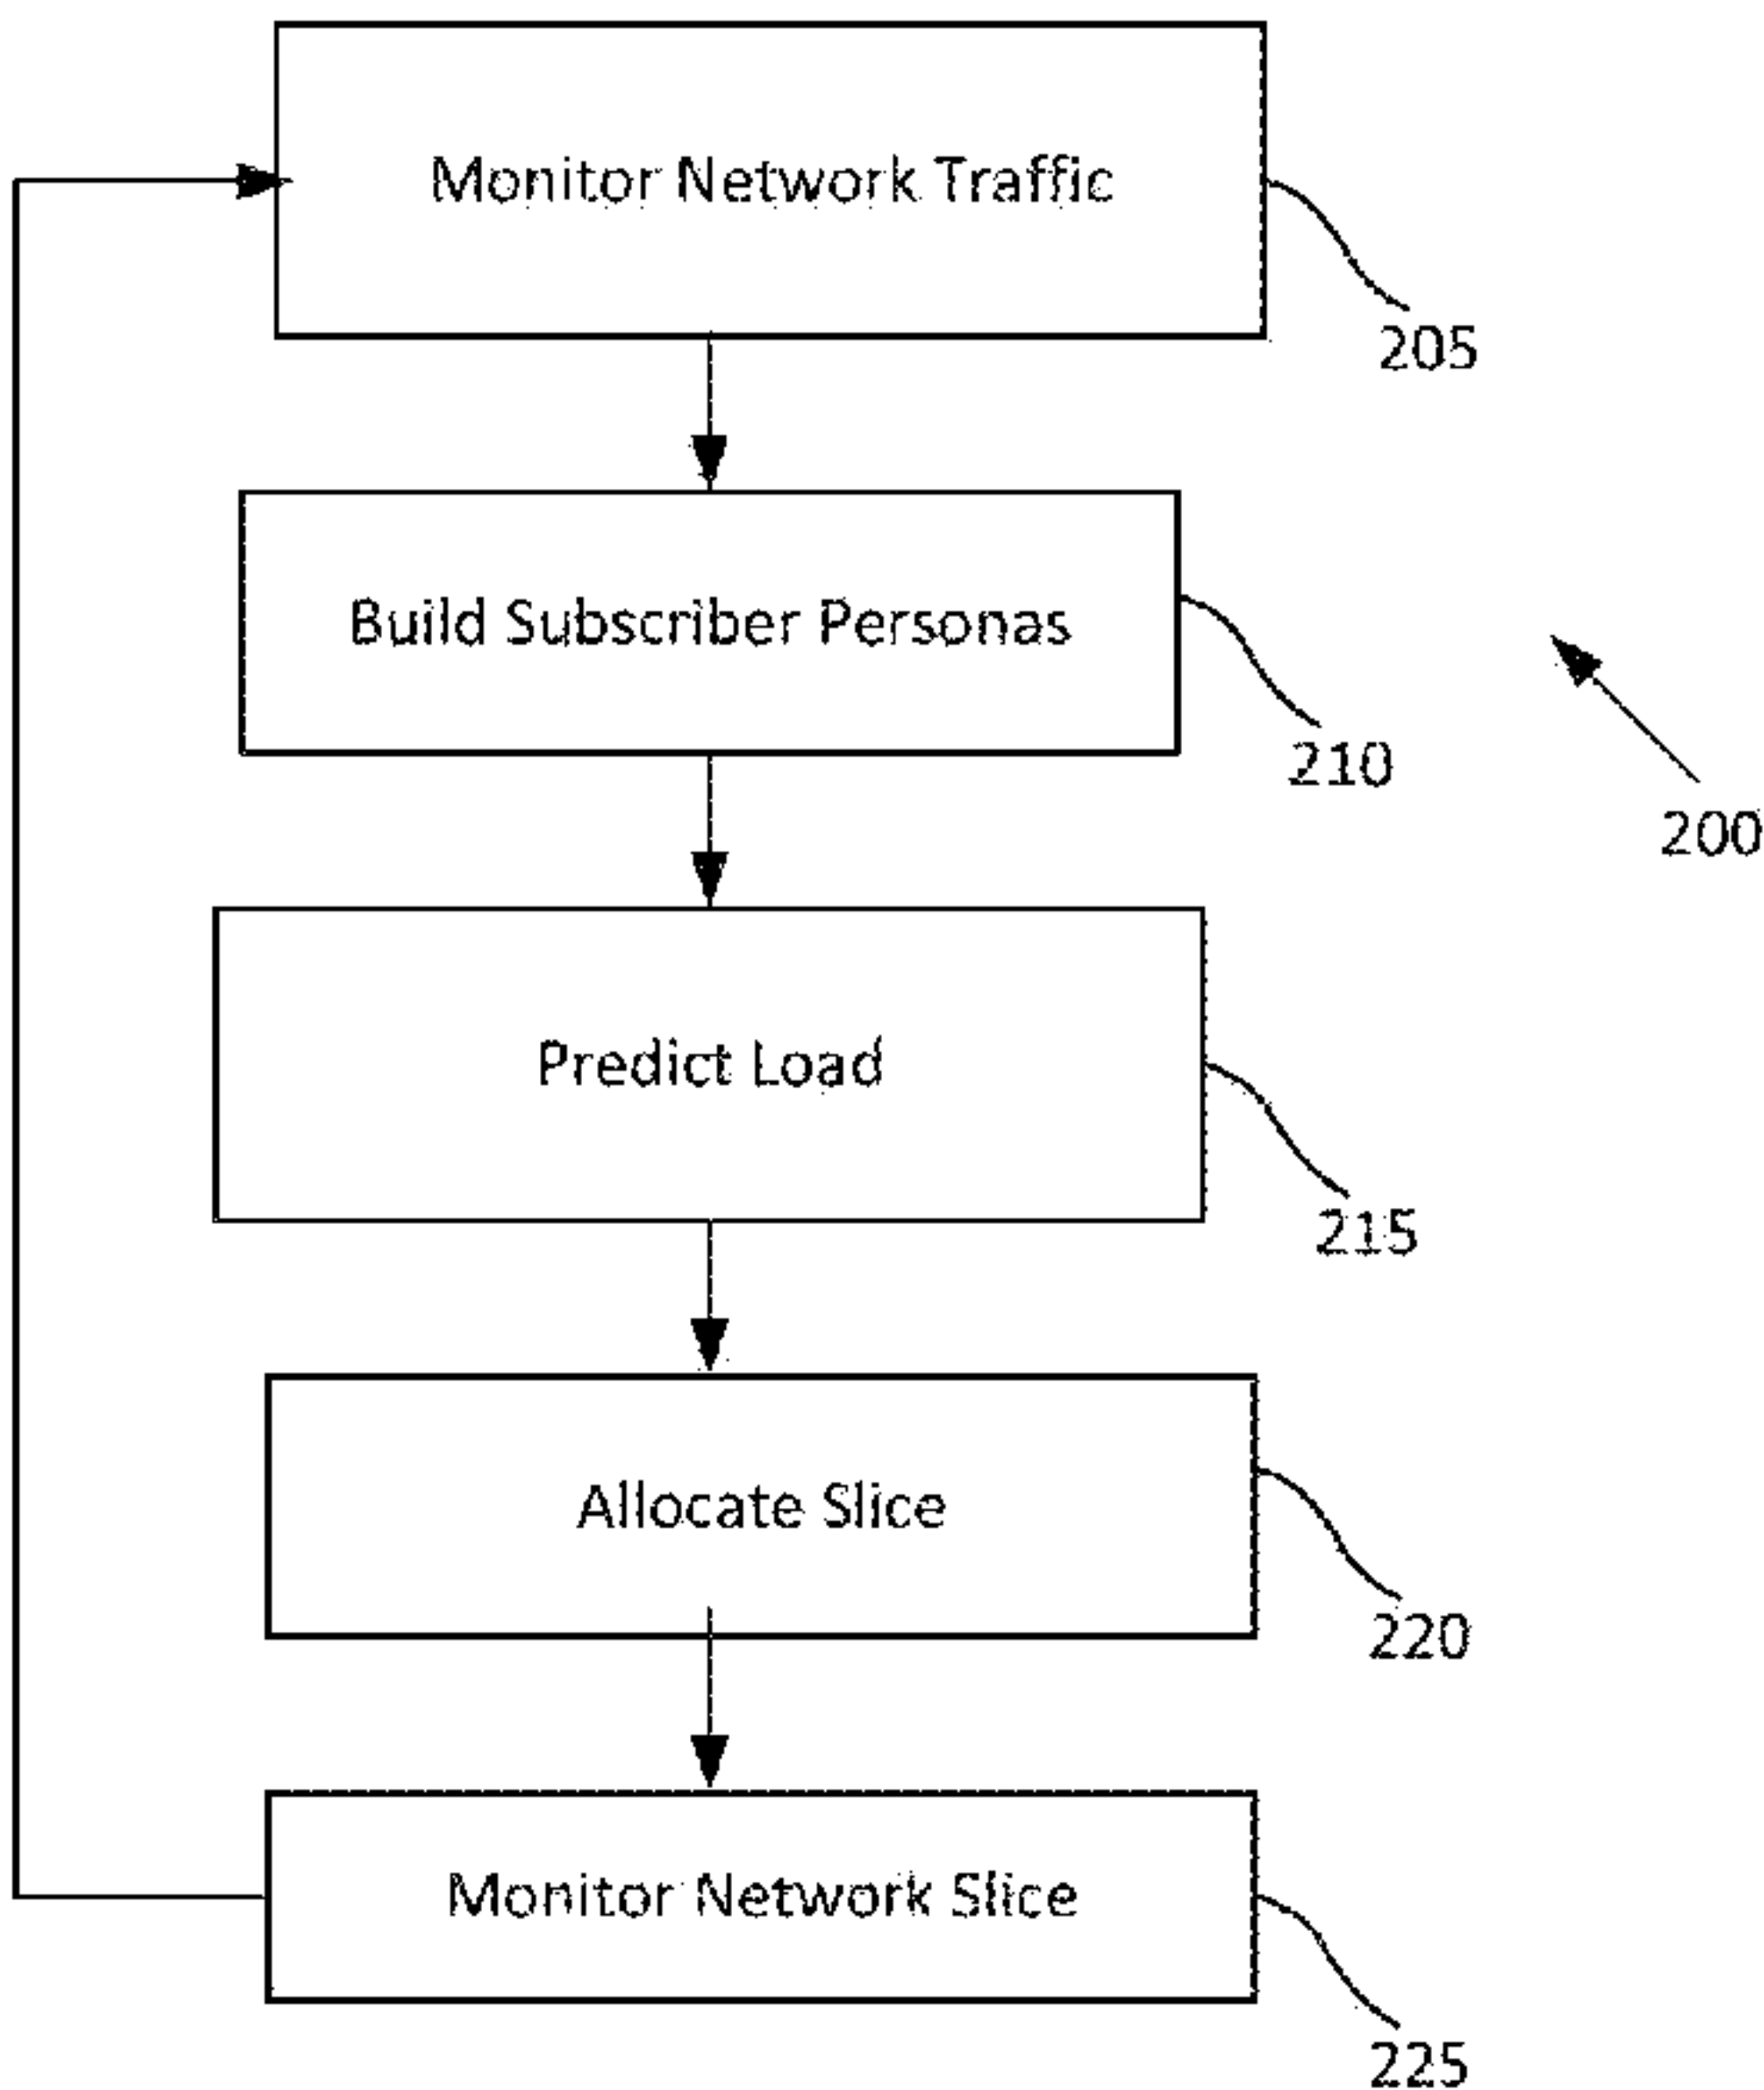 Monitor Network Traffic
205
Build Subscriber Personas
210
200
Predict Load
215
Allocate Slice
220
Monitor Network Slice
225